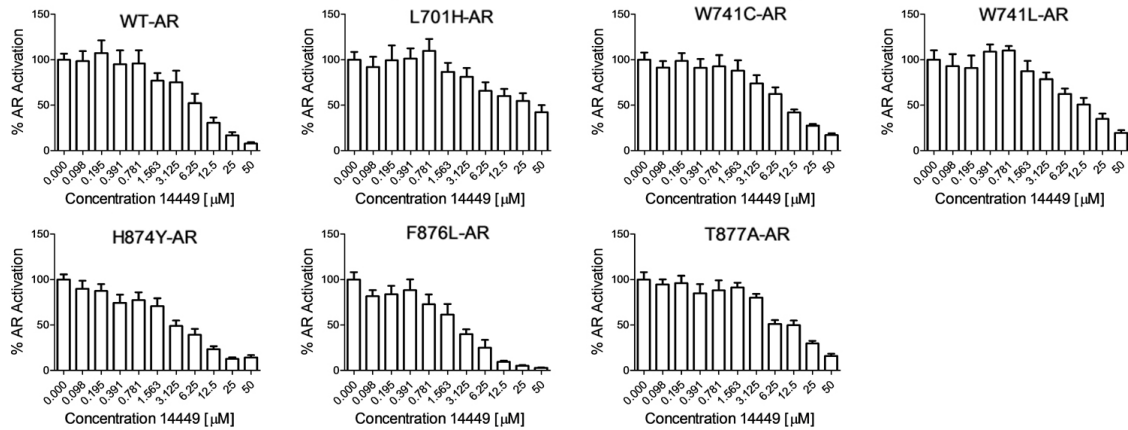 WT-AR
% AR Activation
150
100
50
0
0.000 0.098 0.195 0.391 0.781 1.563 3.125 6.25 12.5 25 50
Concentration 14449 [μM]
L701H-AR
% AR Activation
150
100
50
0
0.000 0.098 0.195 0.391 0.781 1.563 3.125 6.25 12.5 25 50
Concentration 14449 [μM]
W741C-AR
% AR Activation
150
100
50
0
0.000 0.098 0.195 0.391 0.781 1.563 3.125 6.25 12.5 25 50
Concentration 14449 [μM]
W741L-AR
% AR Activation
150
100
50
0
0.000 0.098 0.195 0.391 0.781 1.563 3.125 6.25 12.5 25 50
Concentration 14449 [μM]
H874Y-AR
% AR Activation
150
100
50
0
0.000 0.098 0.195 0.391 0.781 1.563 3.125 6.25 12.5 25 50
Concentration 14449 [μM]
F876L-AR
% AR Activation
150
100
50
0
0.000 0.098 0.195 0.391 0.781 1.563 3.125 6.25 12.5 25 50
Concentration 14449 [μM]
T877A-AR
% AR Activation
150
100
50
0
0.000 0.098 0.195 0.391 0.781 1.563 3.125 6.25 12.5 25 50
Concentration 14449 [μM]